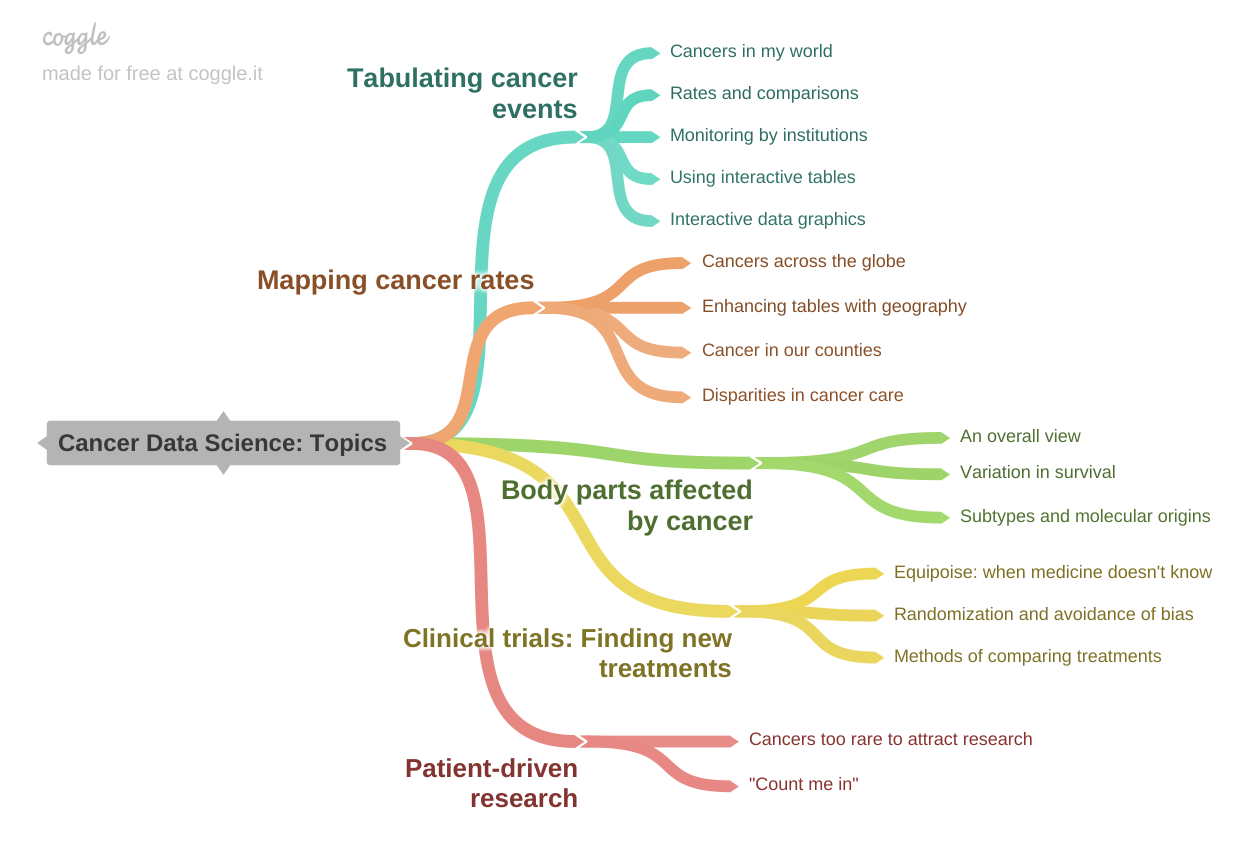 coggle
made for free at coggle.it
Tabulating cancer
events
Cancers in my world
Rates and comparisons
Monitoring by institutions
Using interactive tables
Interactive data graphics
Mapping cancer rates
Cancers across the globe
Enhancing tables with geography
Cancer in our counties
Disparities in cancer care
Cancer Data Science: Topics
Body parts affected
by cancer
An overall view
Variation in survival
Subtypes and molecular origins
Clinical trials: Finding new
treatments
Equipoise: when medicine doesn't know
Randomization and avoidance of bias
Methods of comparing treatments
Patient-driven
research
Cancers too rare to attract research
"Count me in"